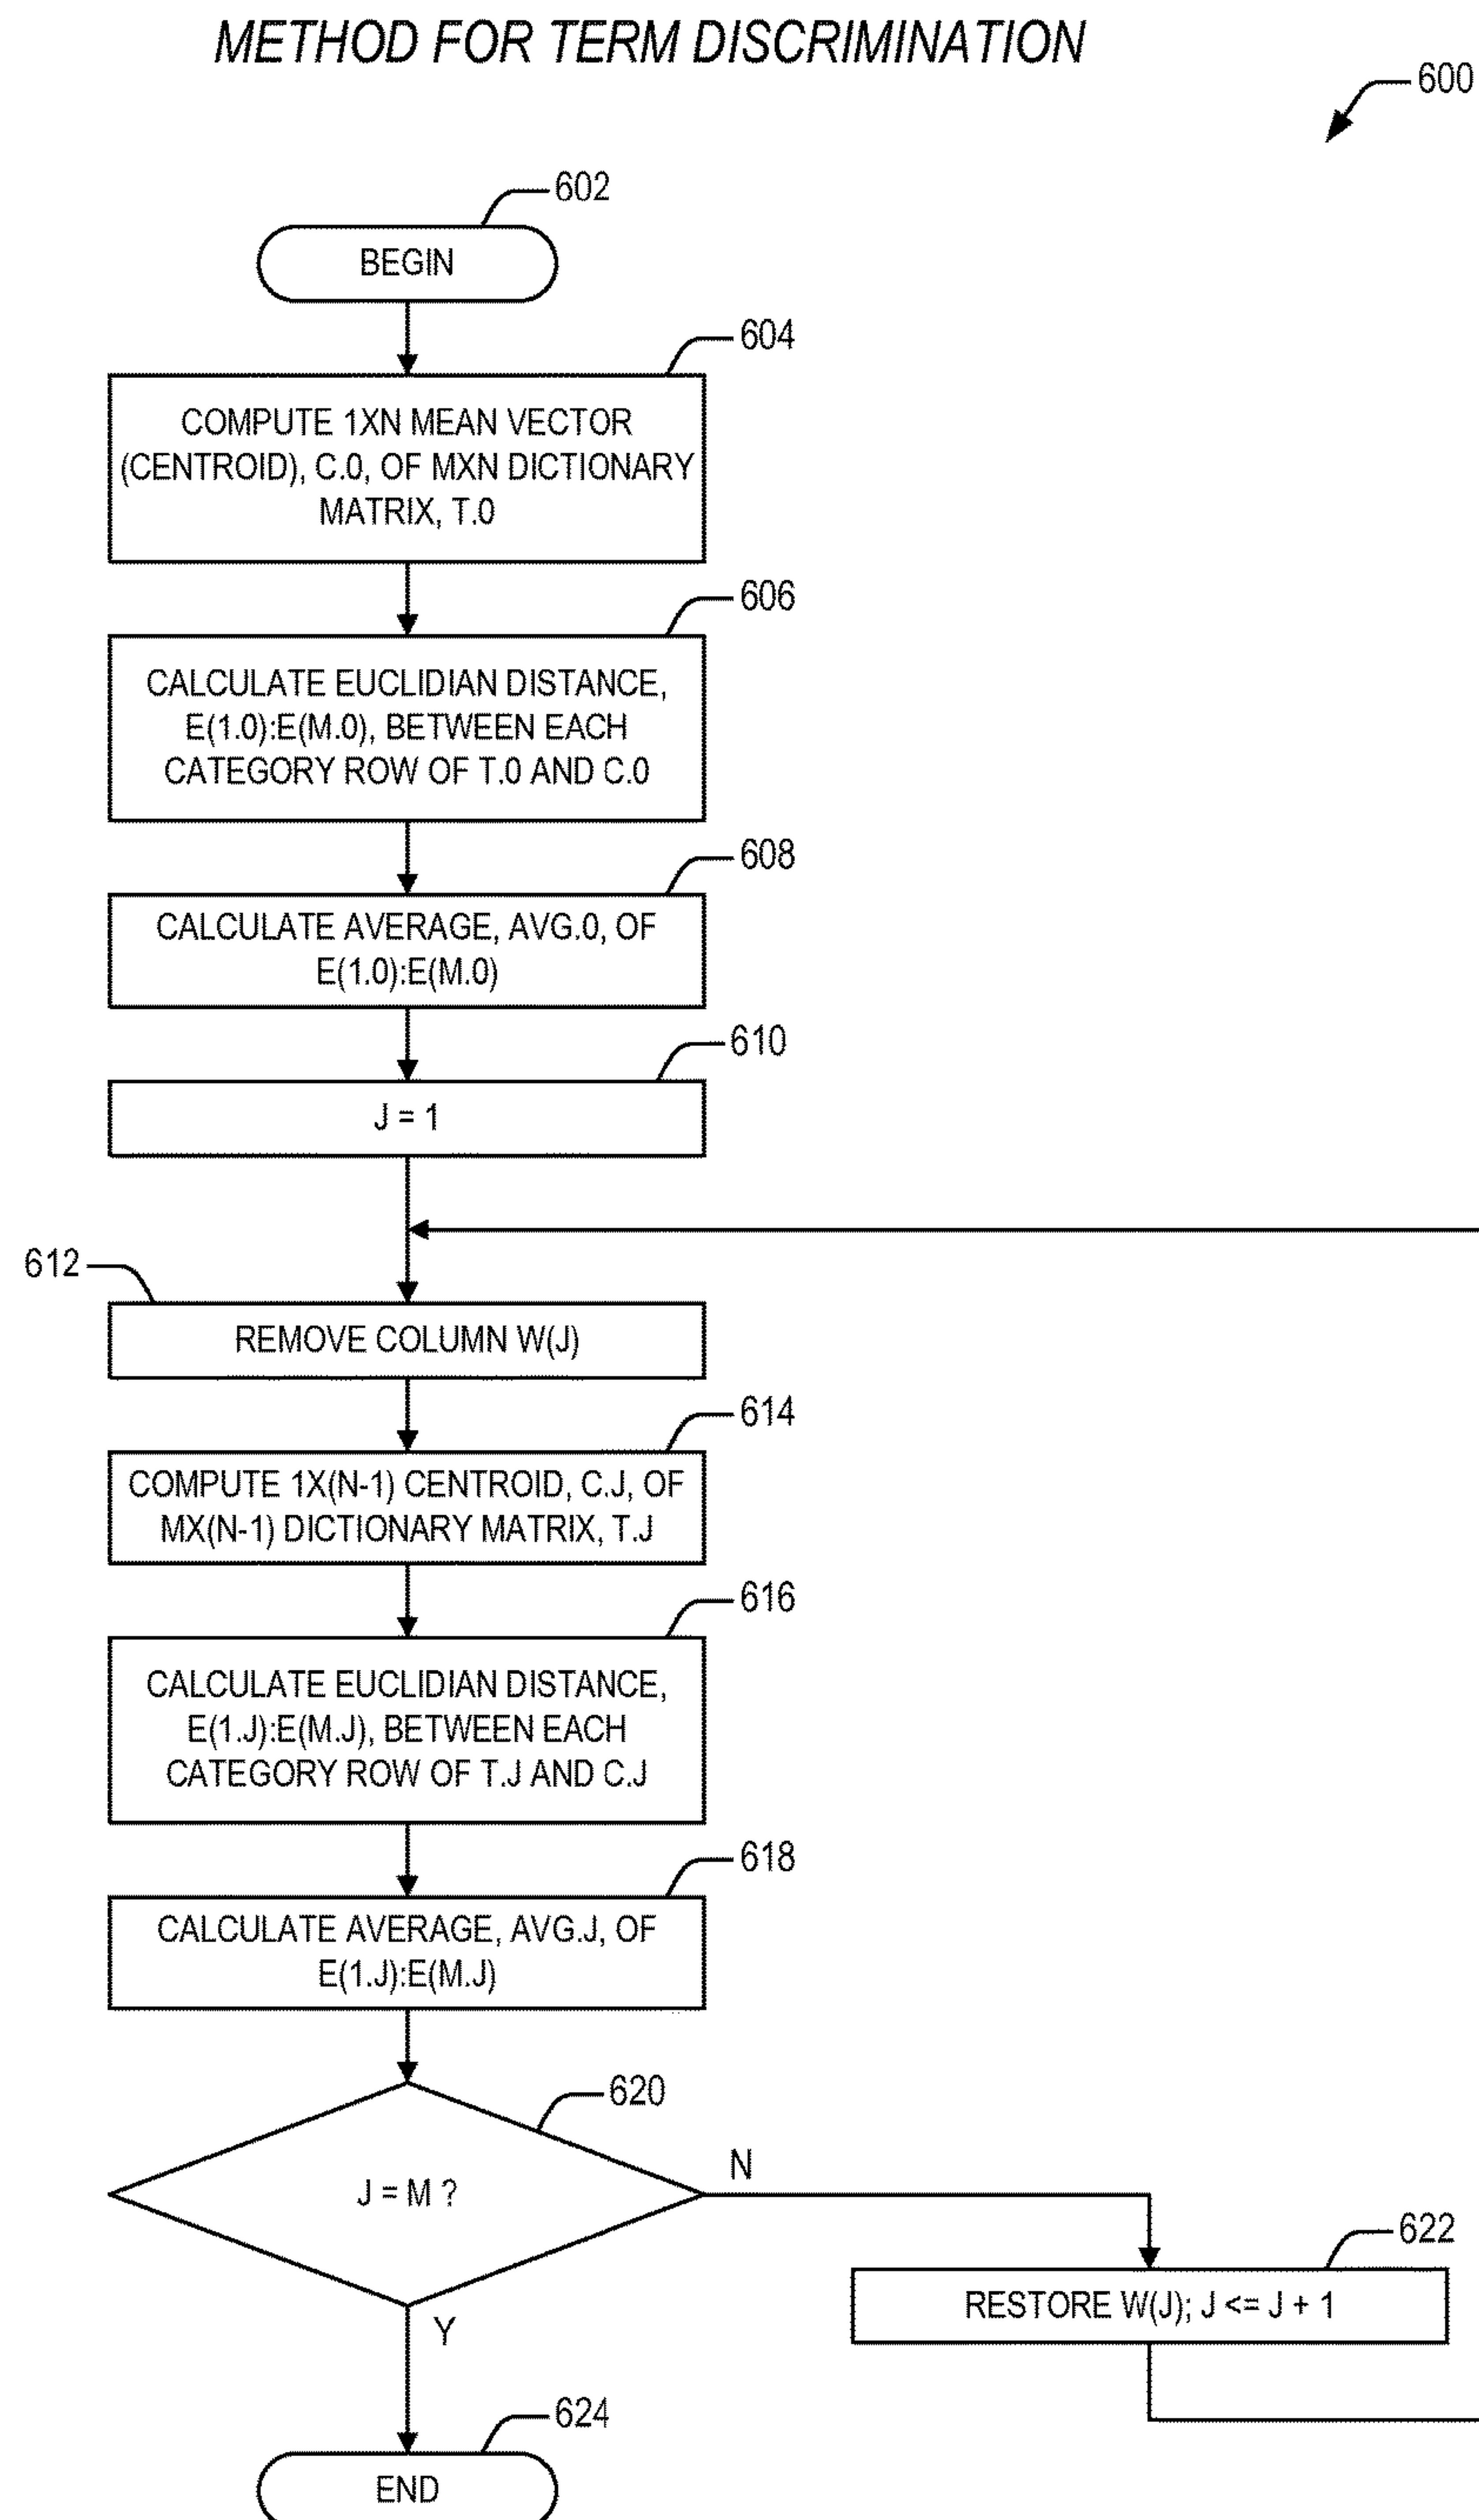 METHOD FOR TERM DISCRIMINATION
600
602
BEGIN
604
COMPUTE 1XN MEAN VECTOR
(CENTROID), C.0, OF MXN DICTIONARY
MATRIX, T.0
606
CALCULATE EUCLIDIAN DISTANCE,
E(1.0):E(M.0), BETWEEN EACH
CATEGORY ROW OF T.0 AND C.0
608
CALCULATE AVERAGE, AVG.0, OF
E(1.0):E(M.0)
610
J = 1
612
REMOVE COLUMN W(J)
614
COMPUTE 1X(N-1) CENTROID, C.J, OF
MX(N-1) DICTIONARY MATRIX, T.J
616
CALCULATE EUCLIDIAN DISTANCE,
E(1.J):E(M.J), BETWEEN EACH
CATEGORY ROW OF T.J AND C.J
618
CALCULATE AVERAGE, AVG.J, OF
E(1.J):E(M.J)
620
J = M ?
N
622
RESTORE W(J); J <= J + 1
Y
624
END